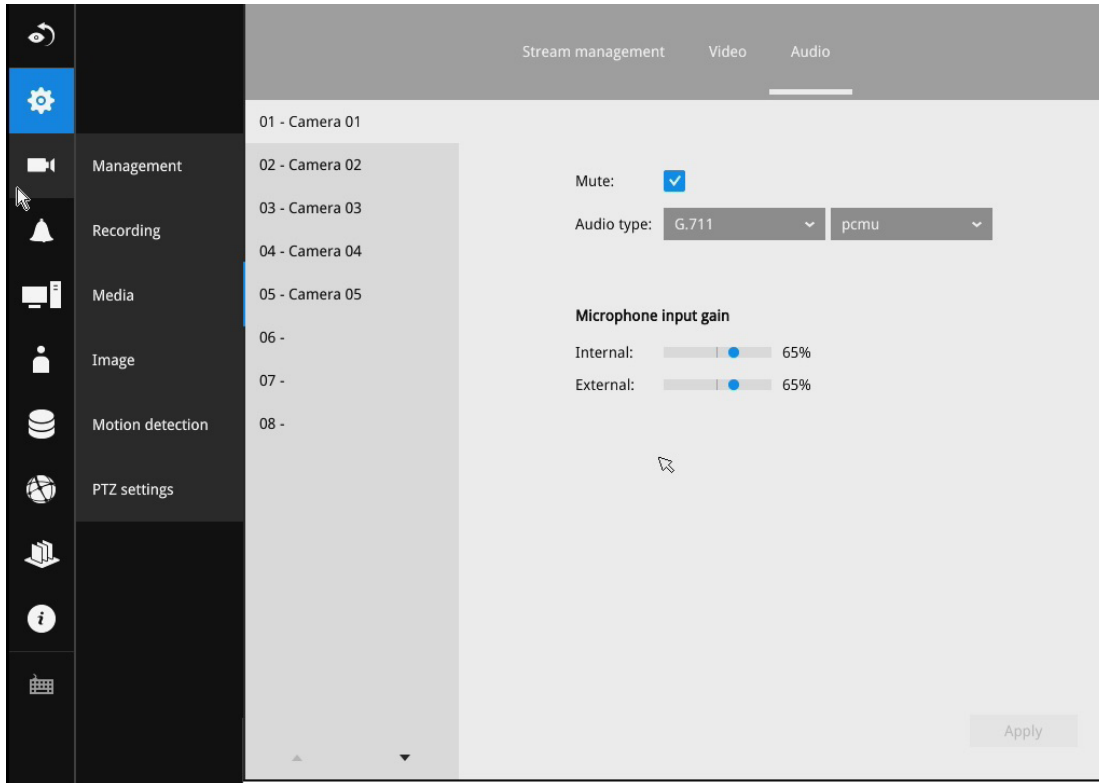 Stream management Video Audio
01 - Camera 01
02 - Camera 02
03 - Camera 03
04 - Camera 04
05 - Camera 05
06 -
07 -
08 -
Management
Recording
Media
Image
Motion detection
PTZ settings
Mute:
Audio type: G.711 pcmu
Microphone input gain
Internal: 65%
External: 65%
Apply